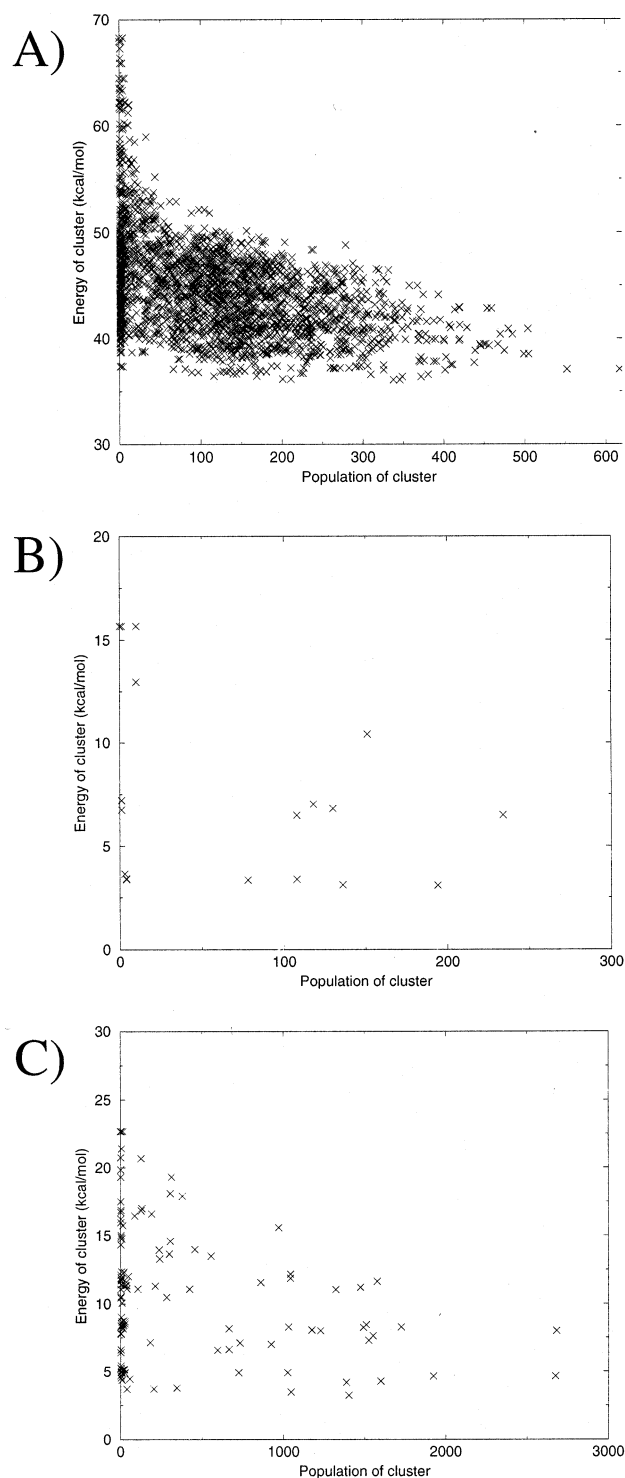 A)
70
60
50
40
30
Energy of cluster (kcal/mol)
0 100 200 300 400 500 600
Population of cluster
B)
20
15
10
5
0
Energy of cluster (kcal/mol)
0 100 200 300
Population of cluster
C)
30
25
20
15
10
5
0
Energy of cluster (kcal/mol)
0 1000 2000 3000
Population of cluster